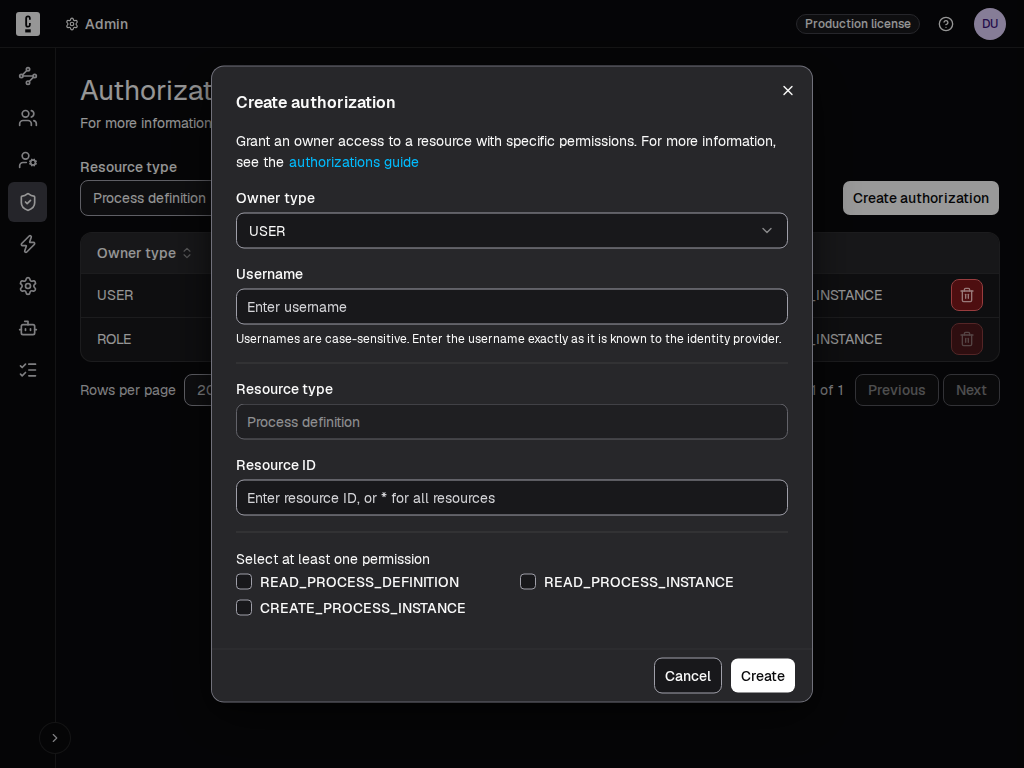 Admin
Production license
DU
Authorizat
For more information
Resource type
Process definition
Create authorization
Owner type
USER
_INSTANCE
ROLE
_INSTANCE
Rows per page
20
of 1
Previous
Next
Create authorization
Grant an owner access to a resource with specific permissions. For more information,
see the authorizations guide
Owner type
USER
Username
Enter username
Usernames are case-sensitive. Enter the username exactly as it is known to the identity provider.
Resource type
Process definition
Resource ID
Enter resource ID, or * for all resources
Select at least one permission
READ_PROCESS_DEFINITION
READ_PROCESS_INSTANCE
CREATE_PROCESS_INSTANCE
Cancel
Create